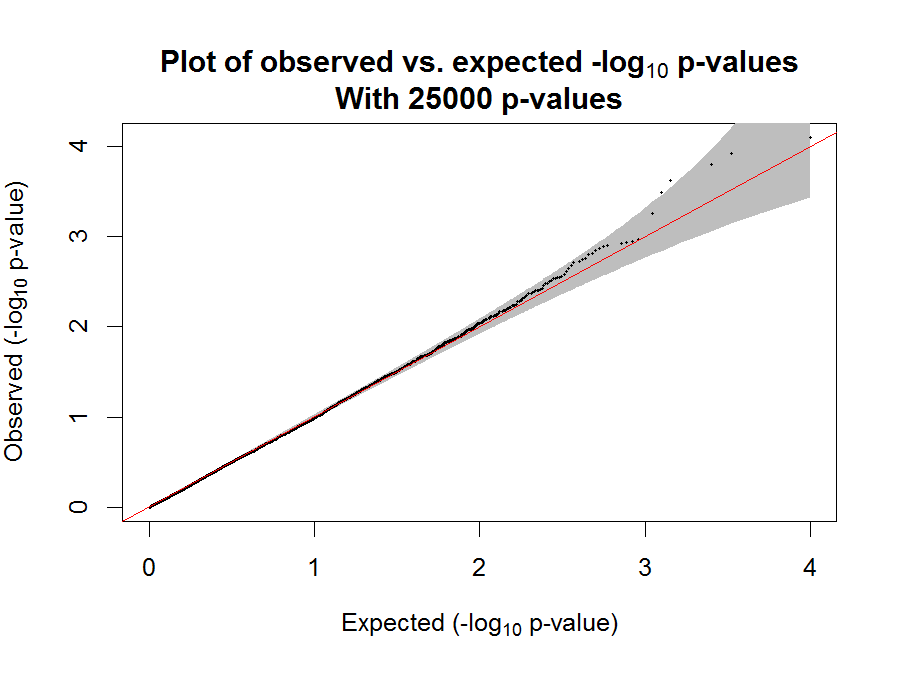 Plot of observed vs. expected -log10 p-values
With 25000 p-values
Observed (-log10 p-value)
4
3
2
1
0
0 1 2 3 4
Expected (-log10 p-value)